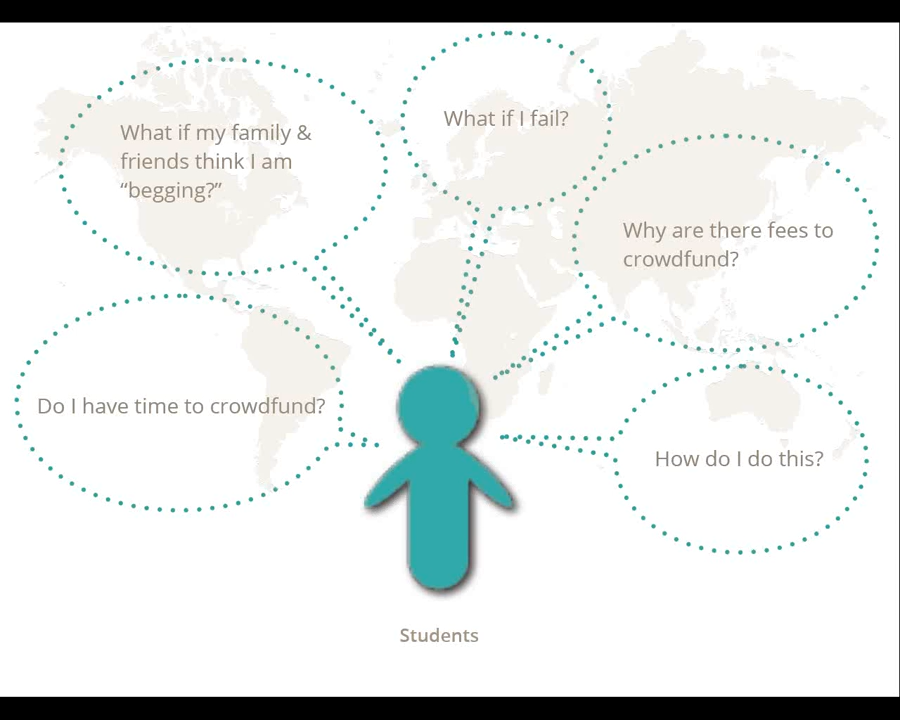 What if my family &
friends think I am
“begging?”
What if I fail?
Why are there fees to
crowdfund?
Do I have time to crowdfund?
How do I do this?
Students